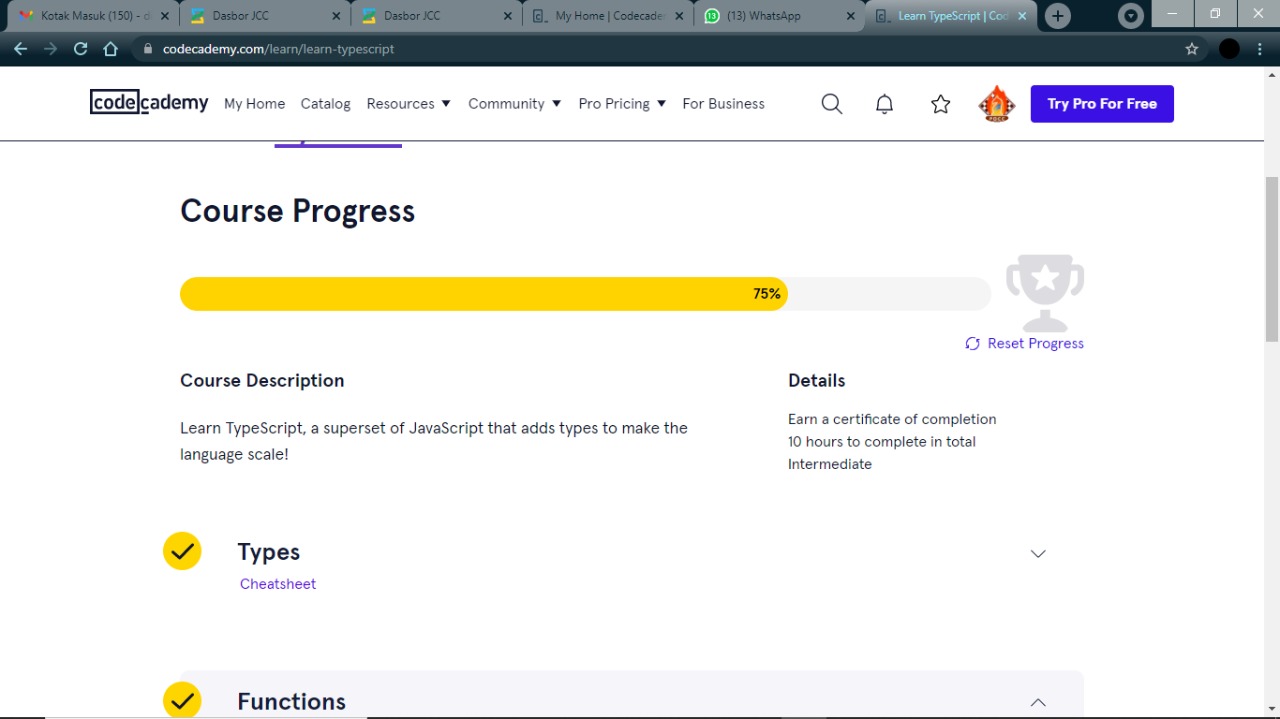 Kotak Masuk (150) - d
Dasbor JCC
Dasbor JCC
My Home | Codecade
(13) WhatsApp
Learn TypeScript | Cod
codecademy.com/learn/learn-typescript
codecademy
My Home
Catalog
Resources
Community
Pro Pricing
For Business
Try Pro For Free
Course Progress
75%
Reset Progress
Course Description
Learn TypeScript, a superset of JavaScript that adds types to make the
language scale!
Details
Earn a certificate of completion
10 hours to complete in total
Intermediate
Types
Cheatsheet
Functions